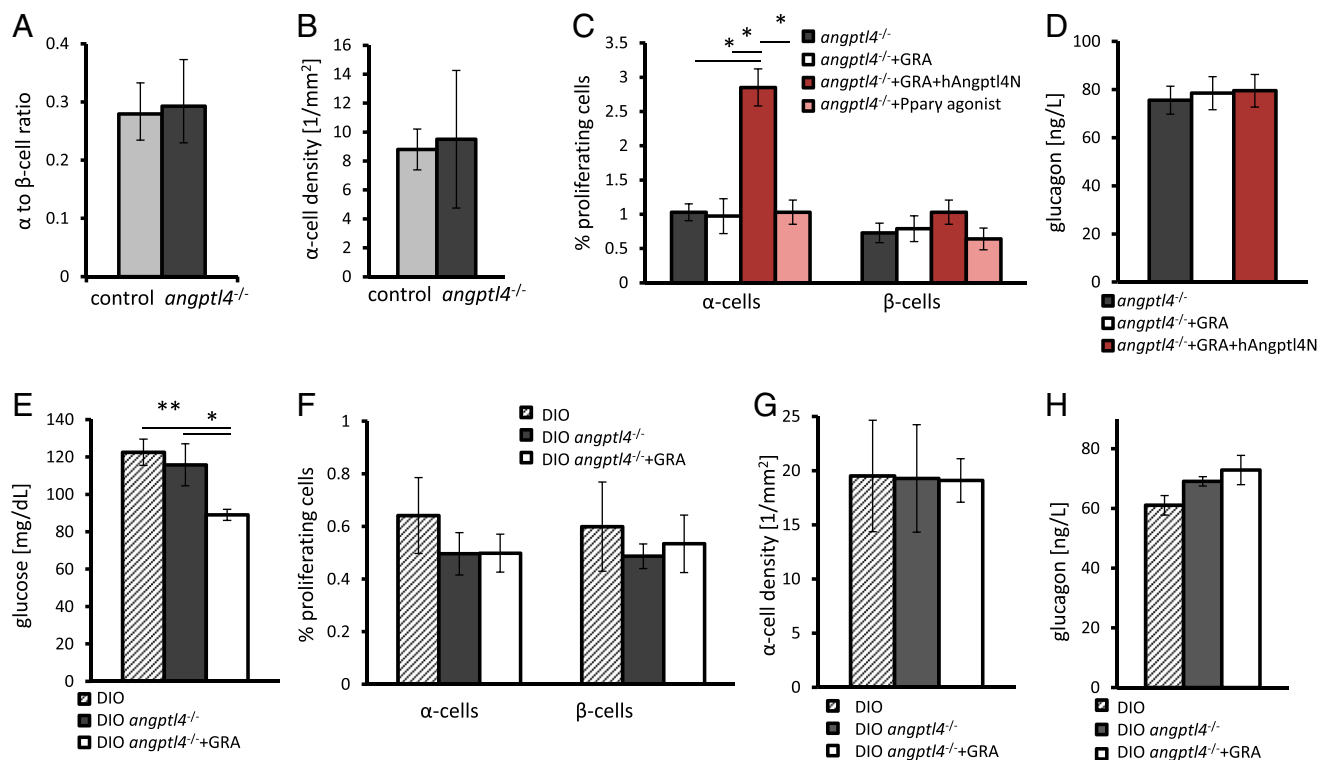 A
α to β-cell ratio
0.4
0.3
0.2
0.1
0
control angptl4-/-
B
α-cell density [1/mm2]
16
14
12
10
8
6
4
2
0
control angptl4-/-
C
% proliferating cells
3.5
3
2.5
2
1.5
1
0.5
0
* * *
angptl4-/-
angptl4-/-+GRA
angptl4-/-+GRA+hAngptl4N
angptl4-/-+Pparγ agonist
α-cells β-cells
D
glucagon [ng/L]
100
80
60
40
20
0
angptl4-/-
angptl4-/-+GRA
angptl4-/-+GRA+hAngptl4N
E
glucose [mg/dL]
140
120
100
80
60
40
20
0
** *
DIO
DIO angptl4-/-
DIO angptl4-/-+GRA
F
% proliferating cells
1
0.8
0.6
0.4
0.2
0
DIO
DIO angptl4-/-
DIO angptl4-/-+GRA
α-cells β-cells
G
α-cell density [1/mm2]
25
20
15
10
5
0
DIO
DIO angptl4-/-
DIO angptl4-/-+GRA
H
glucagon [ng/L]
80
60
40
20
0
DIO
DIO angptl4-/-
DIO angptl4-/-+GRA